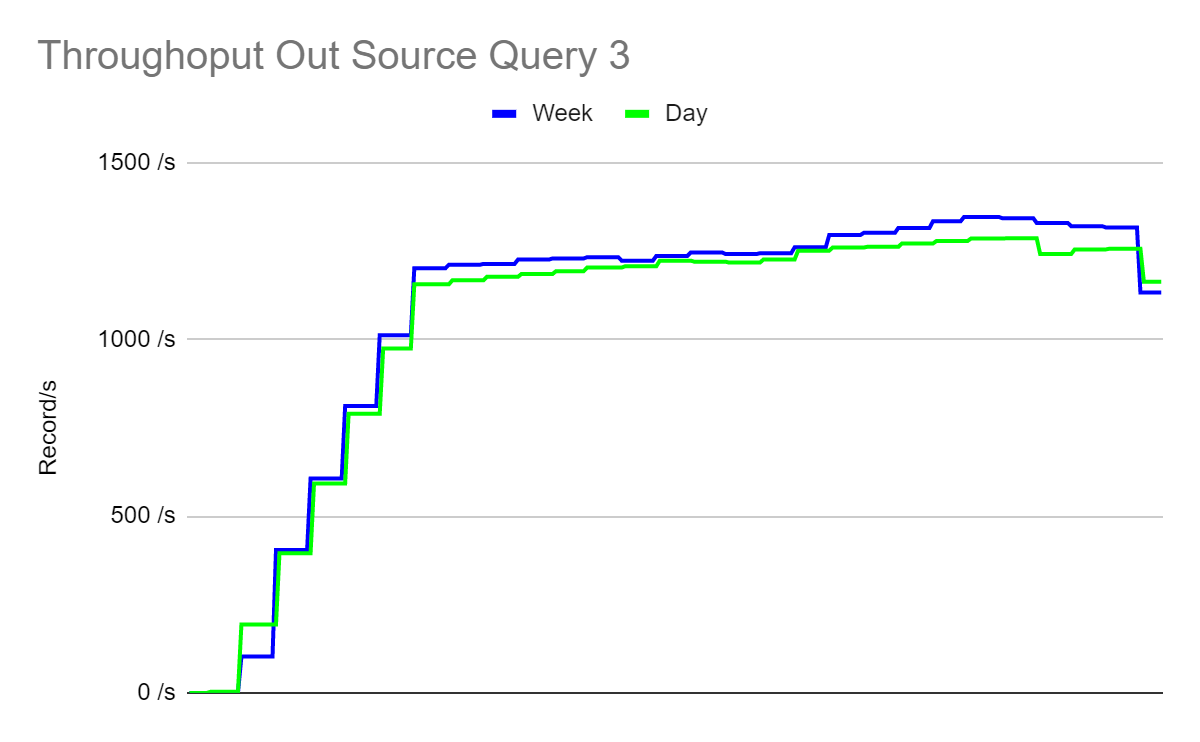 Throughoput Out Source Query 3
Week
Day
1500 /s
1000 /s
500 /s
0 /s
Record/s